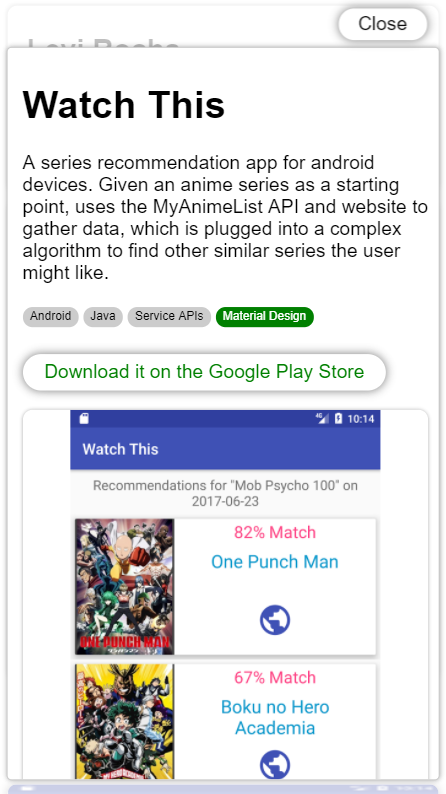 Close
Watch This
A series recommendation app for android
devices. Given an anime series as a starting
point, uses the MyAnimeList API and website to
gather data, which is plugged into a complex
algorithm to find other similar series the user
might like.
Android Java Service APIs Material Design
Download it on the Google Play Store
4G 10:14
Watch This
Recommendations for "Mob Psycho 100" on
2017-06-23
82% Match
One Punch Man
ONE PUNCH MAN
67% Match
Boku no Hero
Academia
MY HERO ACADEMIA